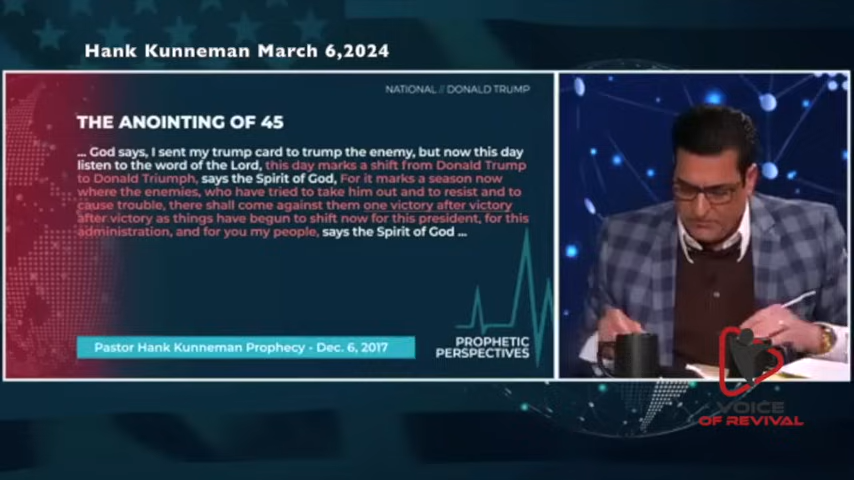 Hank Kunneman March 6,2024
NATIONAL // DONALD TRUMP
THE ANOINTING OF 45
... God says, I sent my trump card to trump the enemy, but now this day
listen to the word of the Lord, this day marks a shift from Donald Trump
to Donald Triumph, says the Spirit of God, For it marks a season now
where the enemies, who have tried to take him out and to resist and to
cause trouble, there shall come against them one victory after victory
after victory as things have begun to shift now for this president, for this
administration, and for you my people, says the Spirit of God ...
Pastor Hank Kunneman Prophecy - Dec. 6, 2017
PROPHETIC
PERSPECTIVES
VOICE
OF REVIVAL